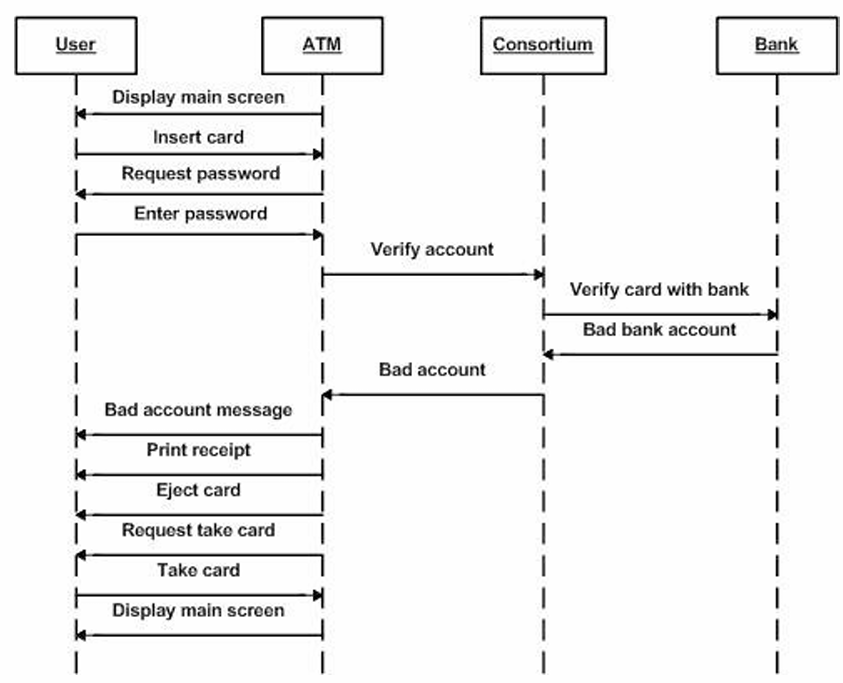 User
ATM
Consortium
Bank
Display main screen
Insert card
Request password
Enter password
Verify account
Verify card with bank
Bad bank account
Bad account
Bad account message
Print receipt
Eject card
Request take card
Take card
Display main screen